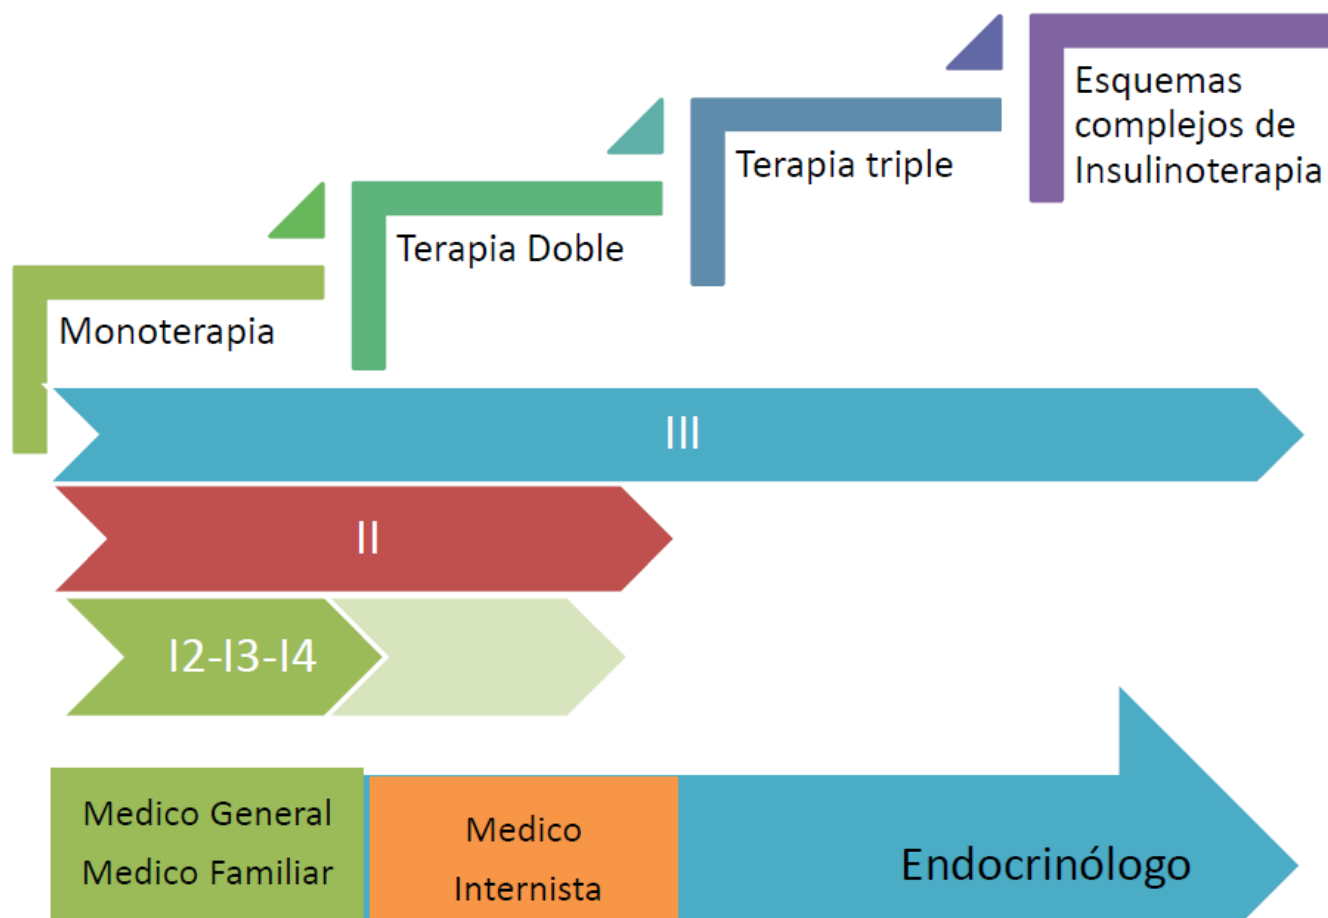 Esquemas
complejos de
Insulinoterapia
Terapia triple
Terapia Doble
Monoterapia
III
II
I2-I3-I4
Medico General
Medico Familiar
Medico
Internista
Endocrinólogo